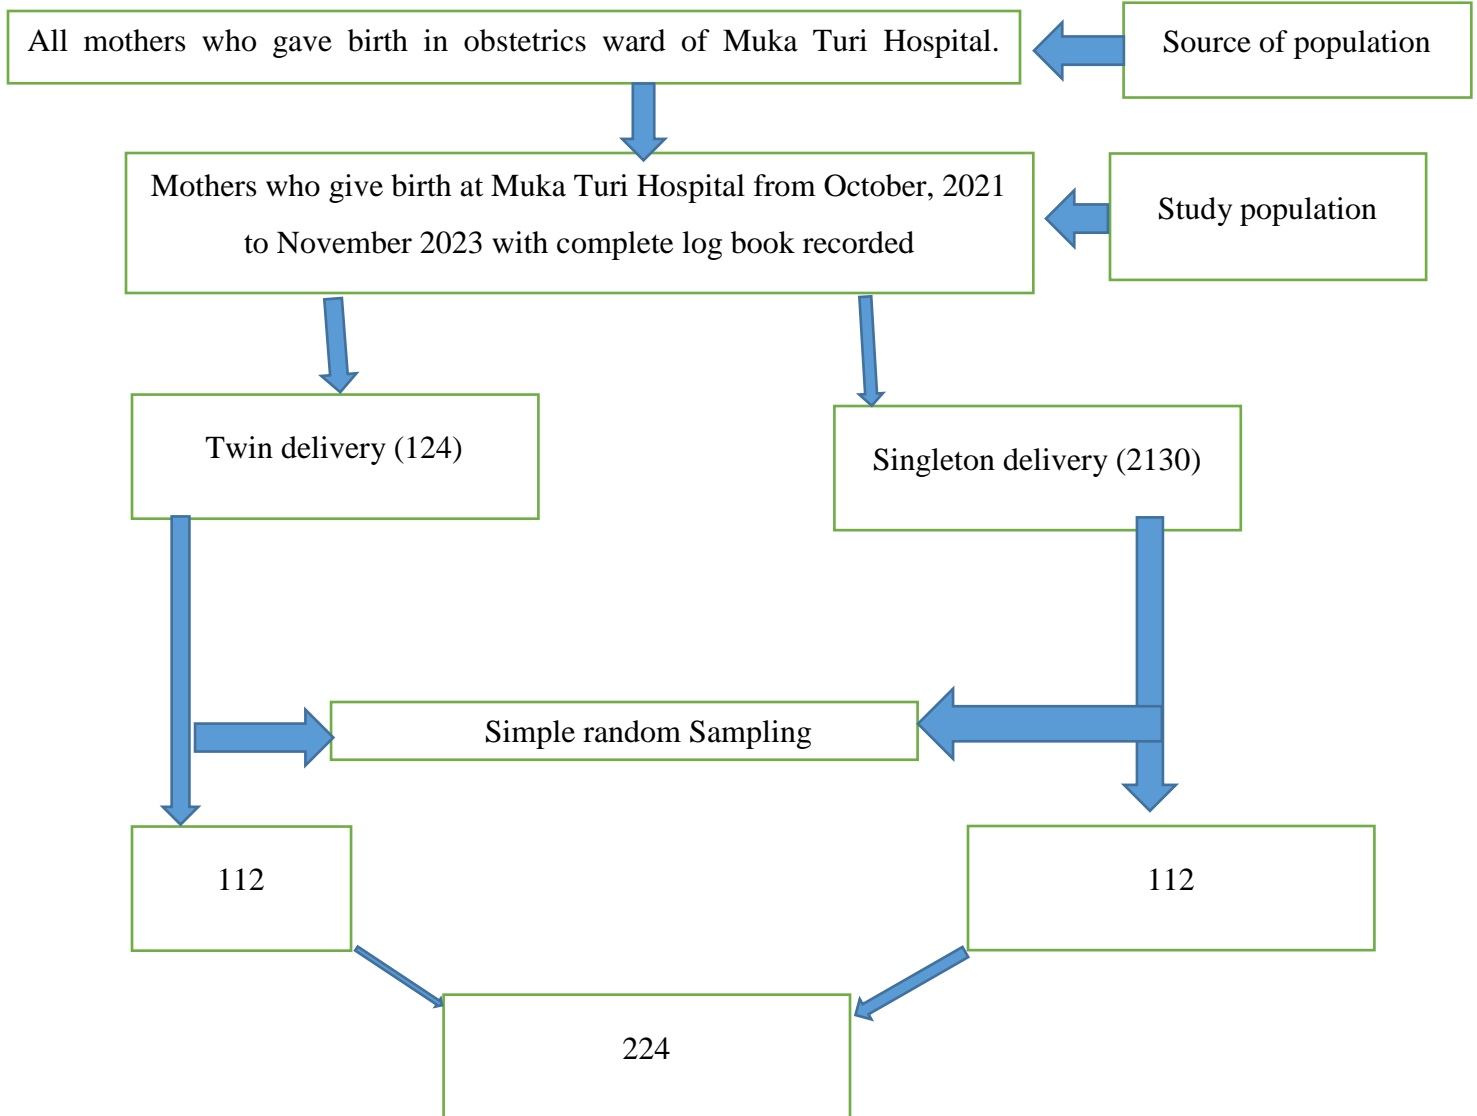 All mothers who gave birth in obstetrics ward of Muka Turi Hospital.
Source of population
Mothers who give birth at Muka Turi Hospital from October, 2021
to November 2023 with complete log book recorded
Study population
Twin delivery (124)
Singleton delivery (2130)
Simple random Sampling
112
112
224